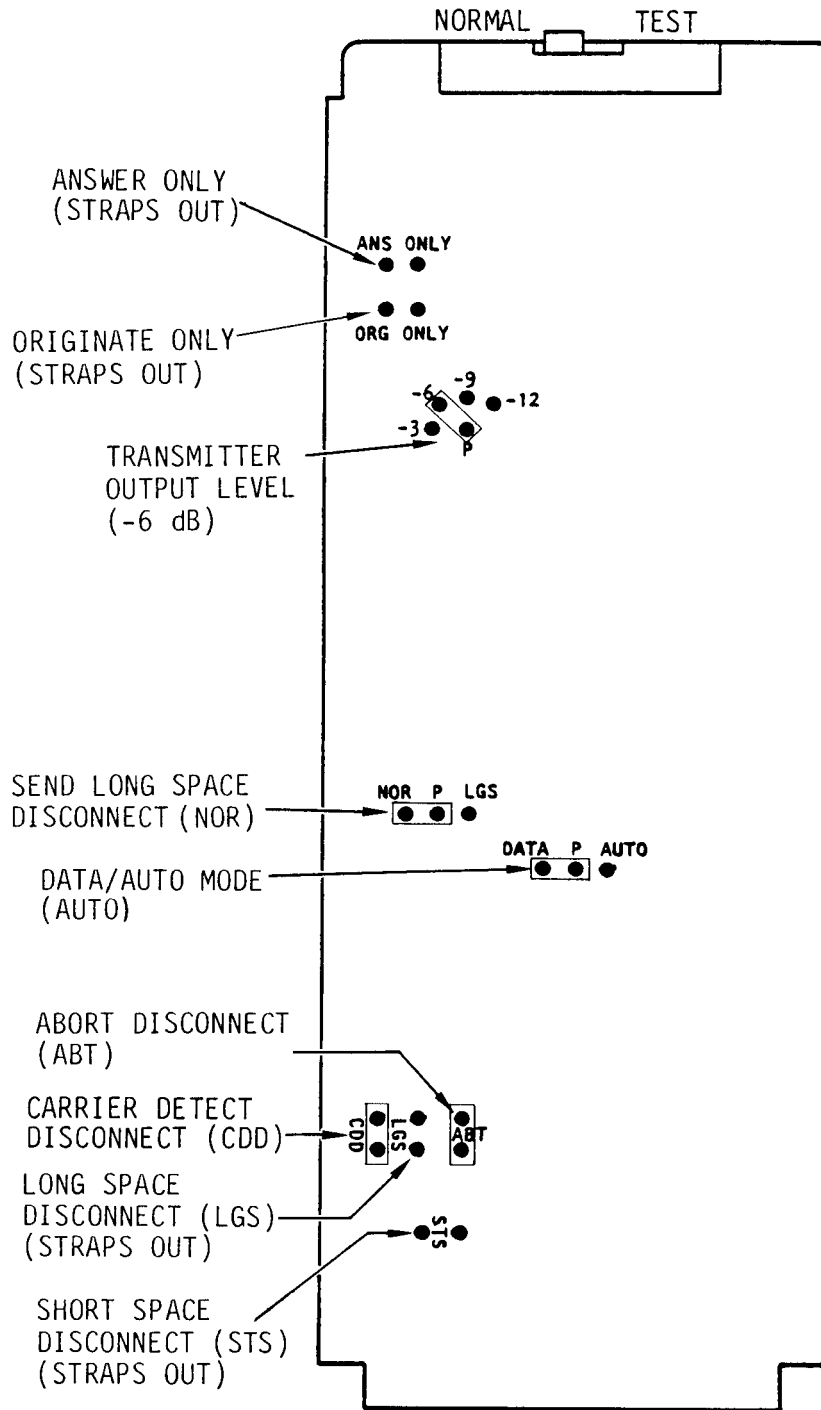 NORMAL TEST
ANSWER ONLY
(STRAPS OUT)
ANS ONLY
ORIGINATE ONLY
(STRAPS OUT)
ORG ONLY
-9
-6
-12
-3
P
TRANSMITTER
OUTPUT LEVEL
(-6 dB)
SEND LONG SPACE
DISCONNECT (NOR)
NOR P LGS
DATA P AUTO
DATA/AUTO MODE
(AUTO)
ABORT DISCONNECT
(ABT)
CARRIER DETECT
DISCONNECT (CDD)
CDD
LGS
ABT
LONG SPACE
DISCONNECT (LGS)
(STRAPS OUT)
STS
SHORT SPACE
DISCONNECT (STS)
(STRAPS OUT)